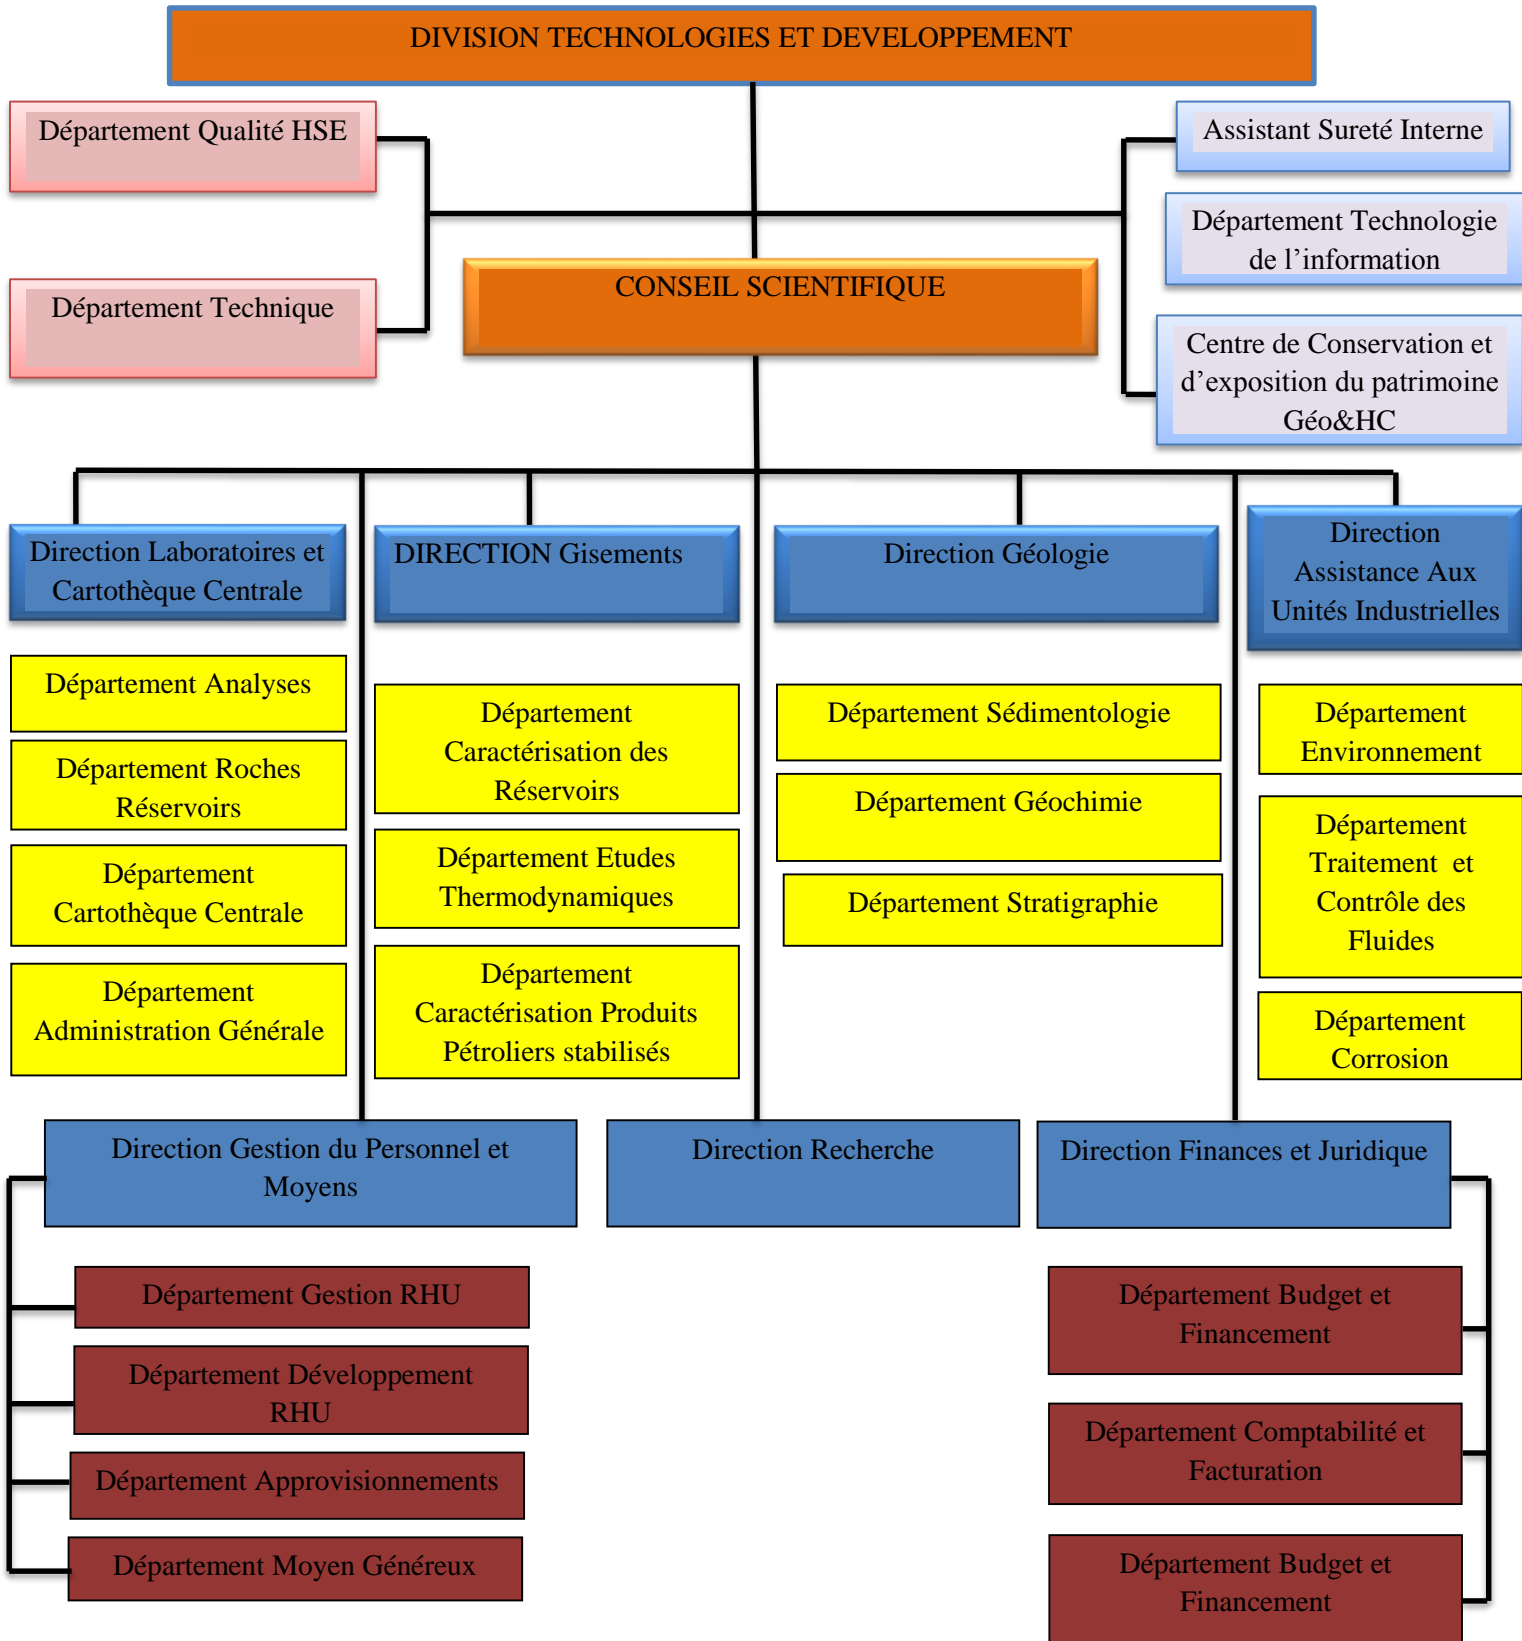 DIVISION TECHNOLOGIES ET DEVELOPPEMENT
Département Qualité HSE
Département Technique
CONSEIL SCIENTIFIQUE
Assistant Sureté Interne
Département Technologie
de l’information
Centre de Conservation et
d’exposition du patrimoine
Géo&HC
Direction Laboratoires et
Cartothèque Centrale
Département Analyses
Département Roches
Réservoirs
Département
Cartothèque Centrale
Département
Administration Générale
DIRECTION Gisements
Département
Caractérisation des
Réservoirs
Département Etudes
Thermodynamiques
Département
Caractérisation Produits
Pétroliers stabilisés
Direction Géologie
Département Sédimentologie
Département Géochimie
Département Stratigraphie
Direction
Assistance Aux
Unités Industrielles
Département
Environnement
Département
Traitement et
Contrôle des
Fluides
Département
Corrosion
Direction Gestion du Personnel et
Moyens
Département Gestion RHU
Département Développement
RHU
Département Approvisionnements
Département Moyen Généreux
Direction Recherche
Direction Finances et Juridique
Département Budget et
Financement
Département Comptabilité et
Facturation
Département Budget et
Financement